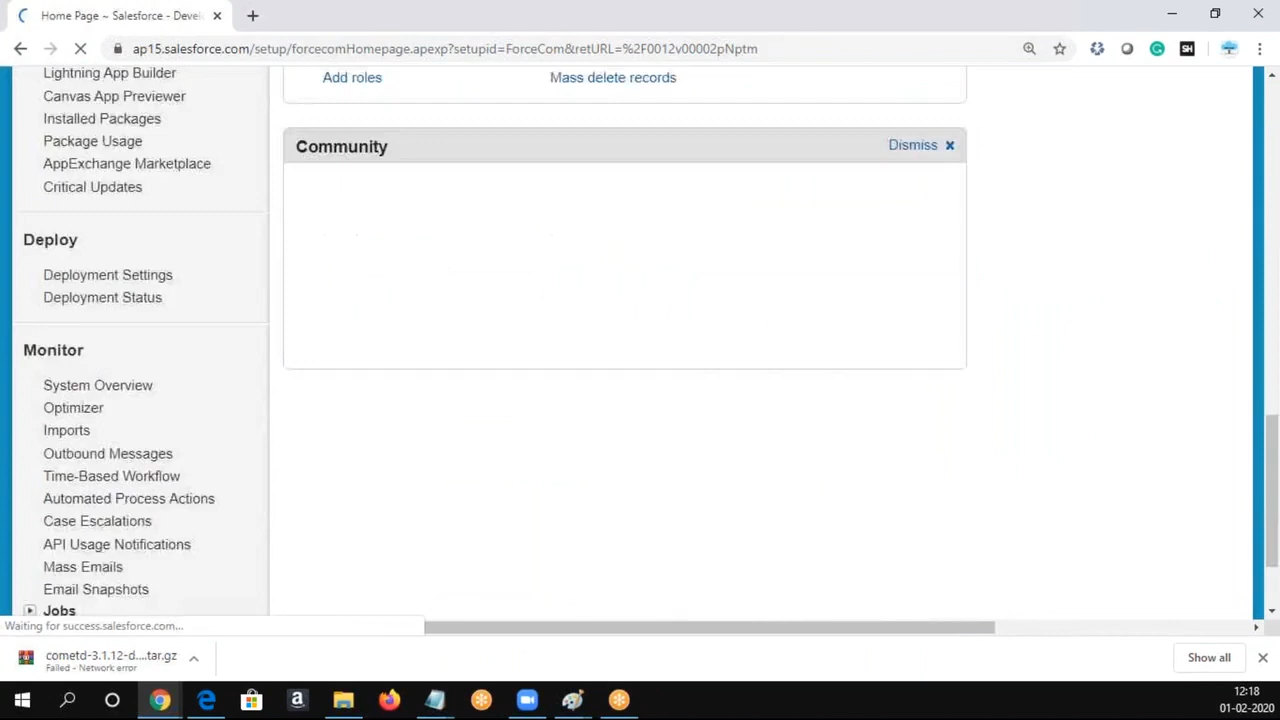 Home Page ~ Salesforce - Devel
ap15.salesforce.com/setup/forcecomHomepage.apexp?setupid=ForceCom&retURL=%2F0012v00002pNptm
SH
Lightning App Builder
Canvas App Previewer
Installed Packages
Package Usage
AppExchange Marketplace
Critical Updates
Deploy
Deployment Settings
Deployment Status
Monitor
System Overview
Optimizer
Imports
Outbound Messages
Time-Based Workflow
Automated Process Actions
Case Escalations
API Usage Notifications
Mass Emails
Email Snapshots
Jobs
Add roles
Mass delete records
Community
Dismiss
Waiting for success.salesforce.com...
cometd-3.1.12-d....tar.gz
Failed - Network error
Show all
12:18
01-02-2020